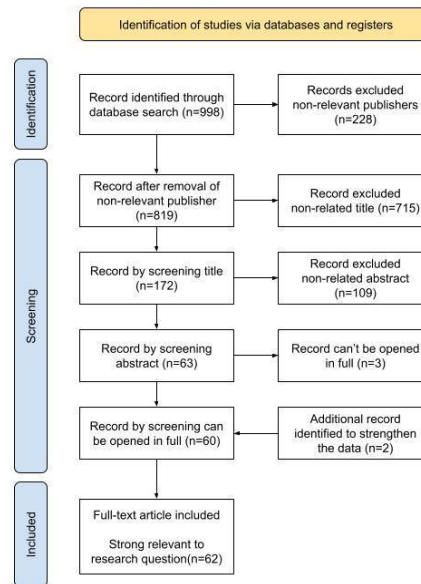 Identification of studies via databases and registers
Identification
Record identified through
database search (n=998)
Records excluded
non-relevant publishers
(n=228)
Screening
Record after removal of
non-relevant publisher
(n=819)
Record excluded
non-related title (n=715)
Record by screening title
(n=172)
Record excluded
non-related abstract
(n=109)
Record by screening
abstract (n=63)
Record can't be opened
in full (n=3)
Record by screening can
be opened in full (n=60)
Additional record
identified to strengthen
the data (n=2)
Included
Full-text article included
Strong relevant to
research question(n=62)